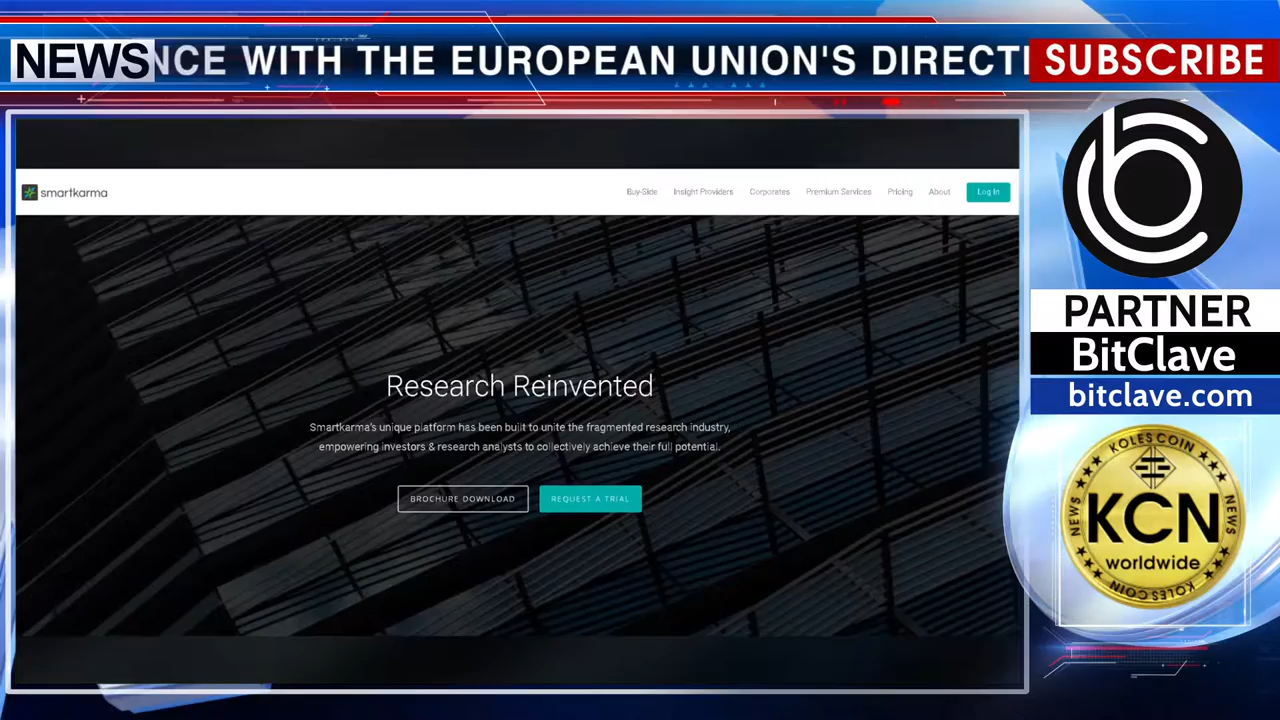 NEWS
NCE WITH THE EUROPEAN UNION'S DIRECTI
SUBSCRIBE
smartkarma
Buy-Side Insight Providers Corporates Premium Services Pricing About Log In
Research Reinvented
Smartkarma's unique platform has been built to unite the fragmented research industry,
empowering investors & research analysts to collectively achieve their full potential.
BROCHURE DOWNLOAD REQUEST A TRIAL
PARTNER
BitClave
bitclave.com
KOLES COIN
NEWS
KCN
NEWS
worldwide
KOLES COIN